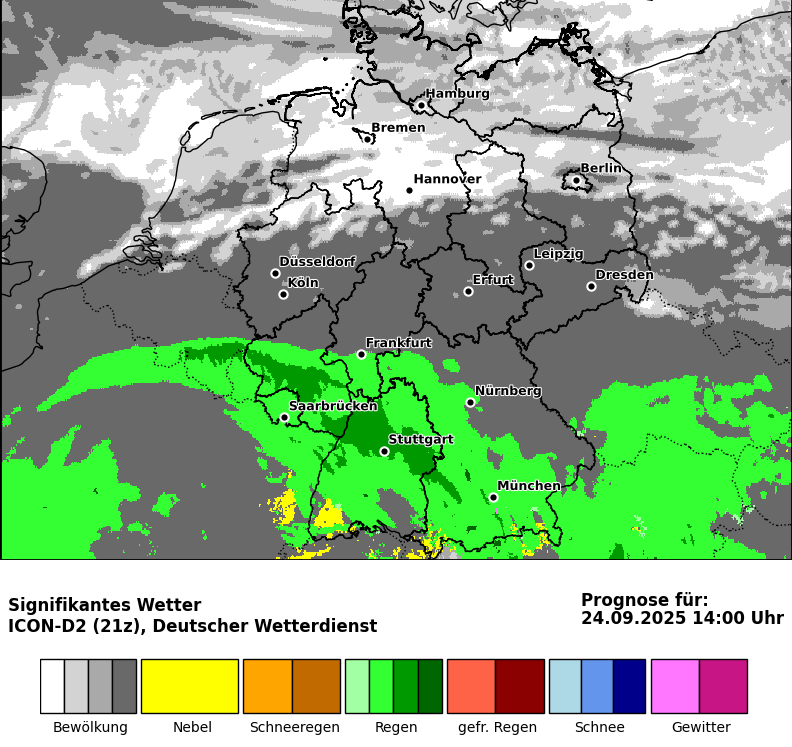 Hamburg
Bremen
Berlin
Hannover
Leipzig
Düsseldorf
Dresden
Erfurt
Köln
Frankfurt
Nürnberg
Saarbrücken
Stuttgart
München
Signifikantes Wetter
ICON-D2 (21z), Deutscher Wetterdienst
Prognose für:
24.09.2025 14:00 Uhr
Bewölkung
Nebel
Schneeregen
Regen
gefr. Regen
Schnee
Gewitter